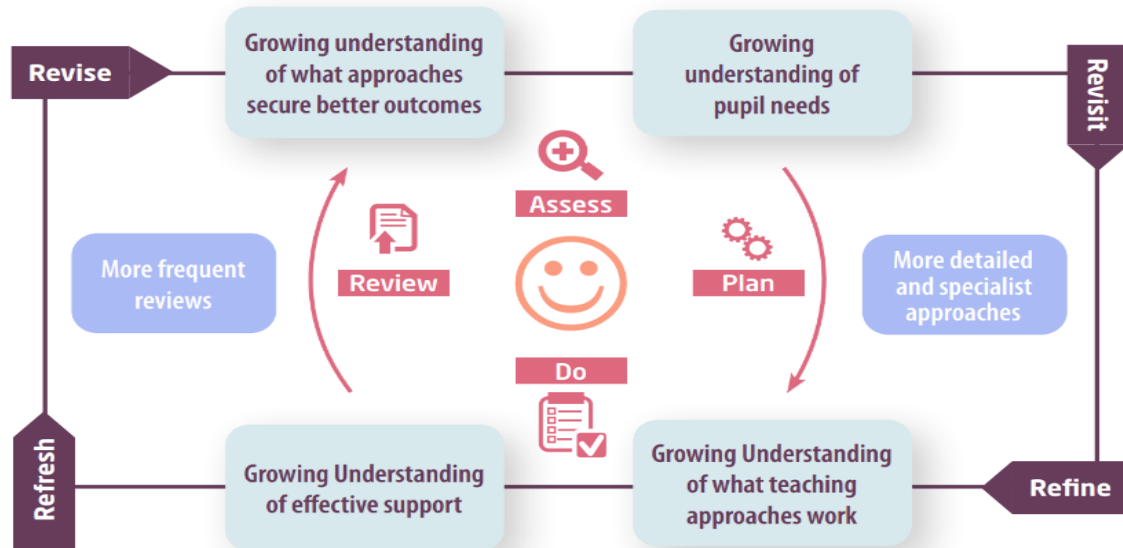 Revise
Growing understanding
of what approaches
secure better outcomes
Growing
understanding of
pupil needs
Revisit
Assess
More frequent
reviews
Review
Plan
More detailed
and specialist
approaches
Do
Refresh
Growing Understanding
of effective support
Growing Understanding
of what teaching
approaches work
Refine